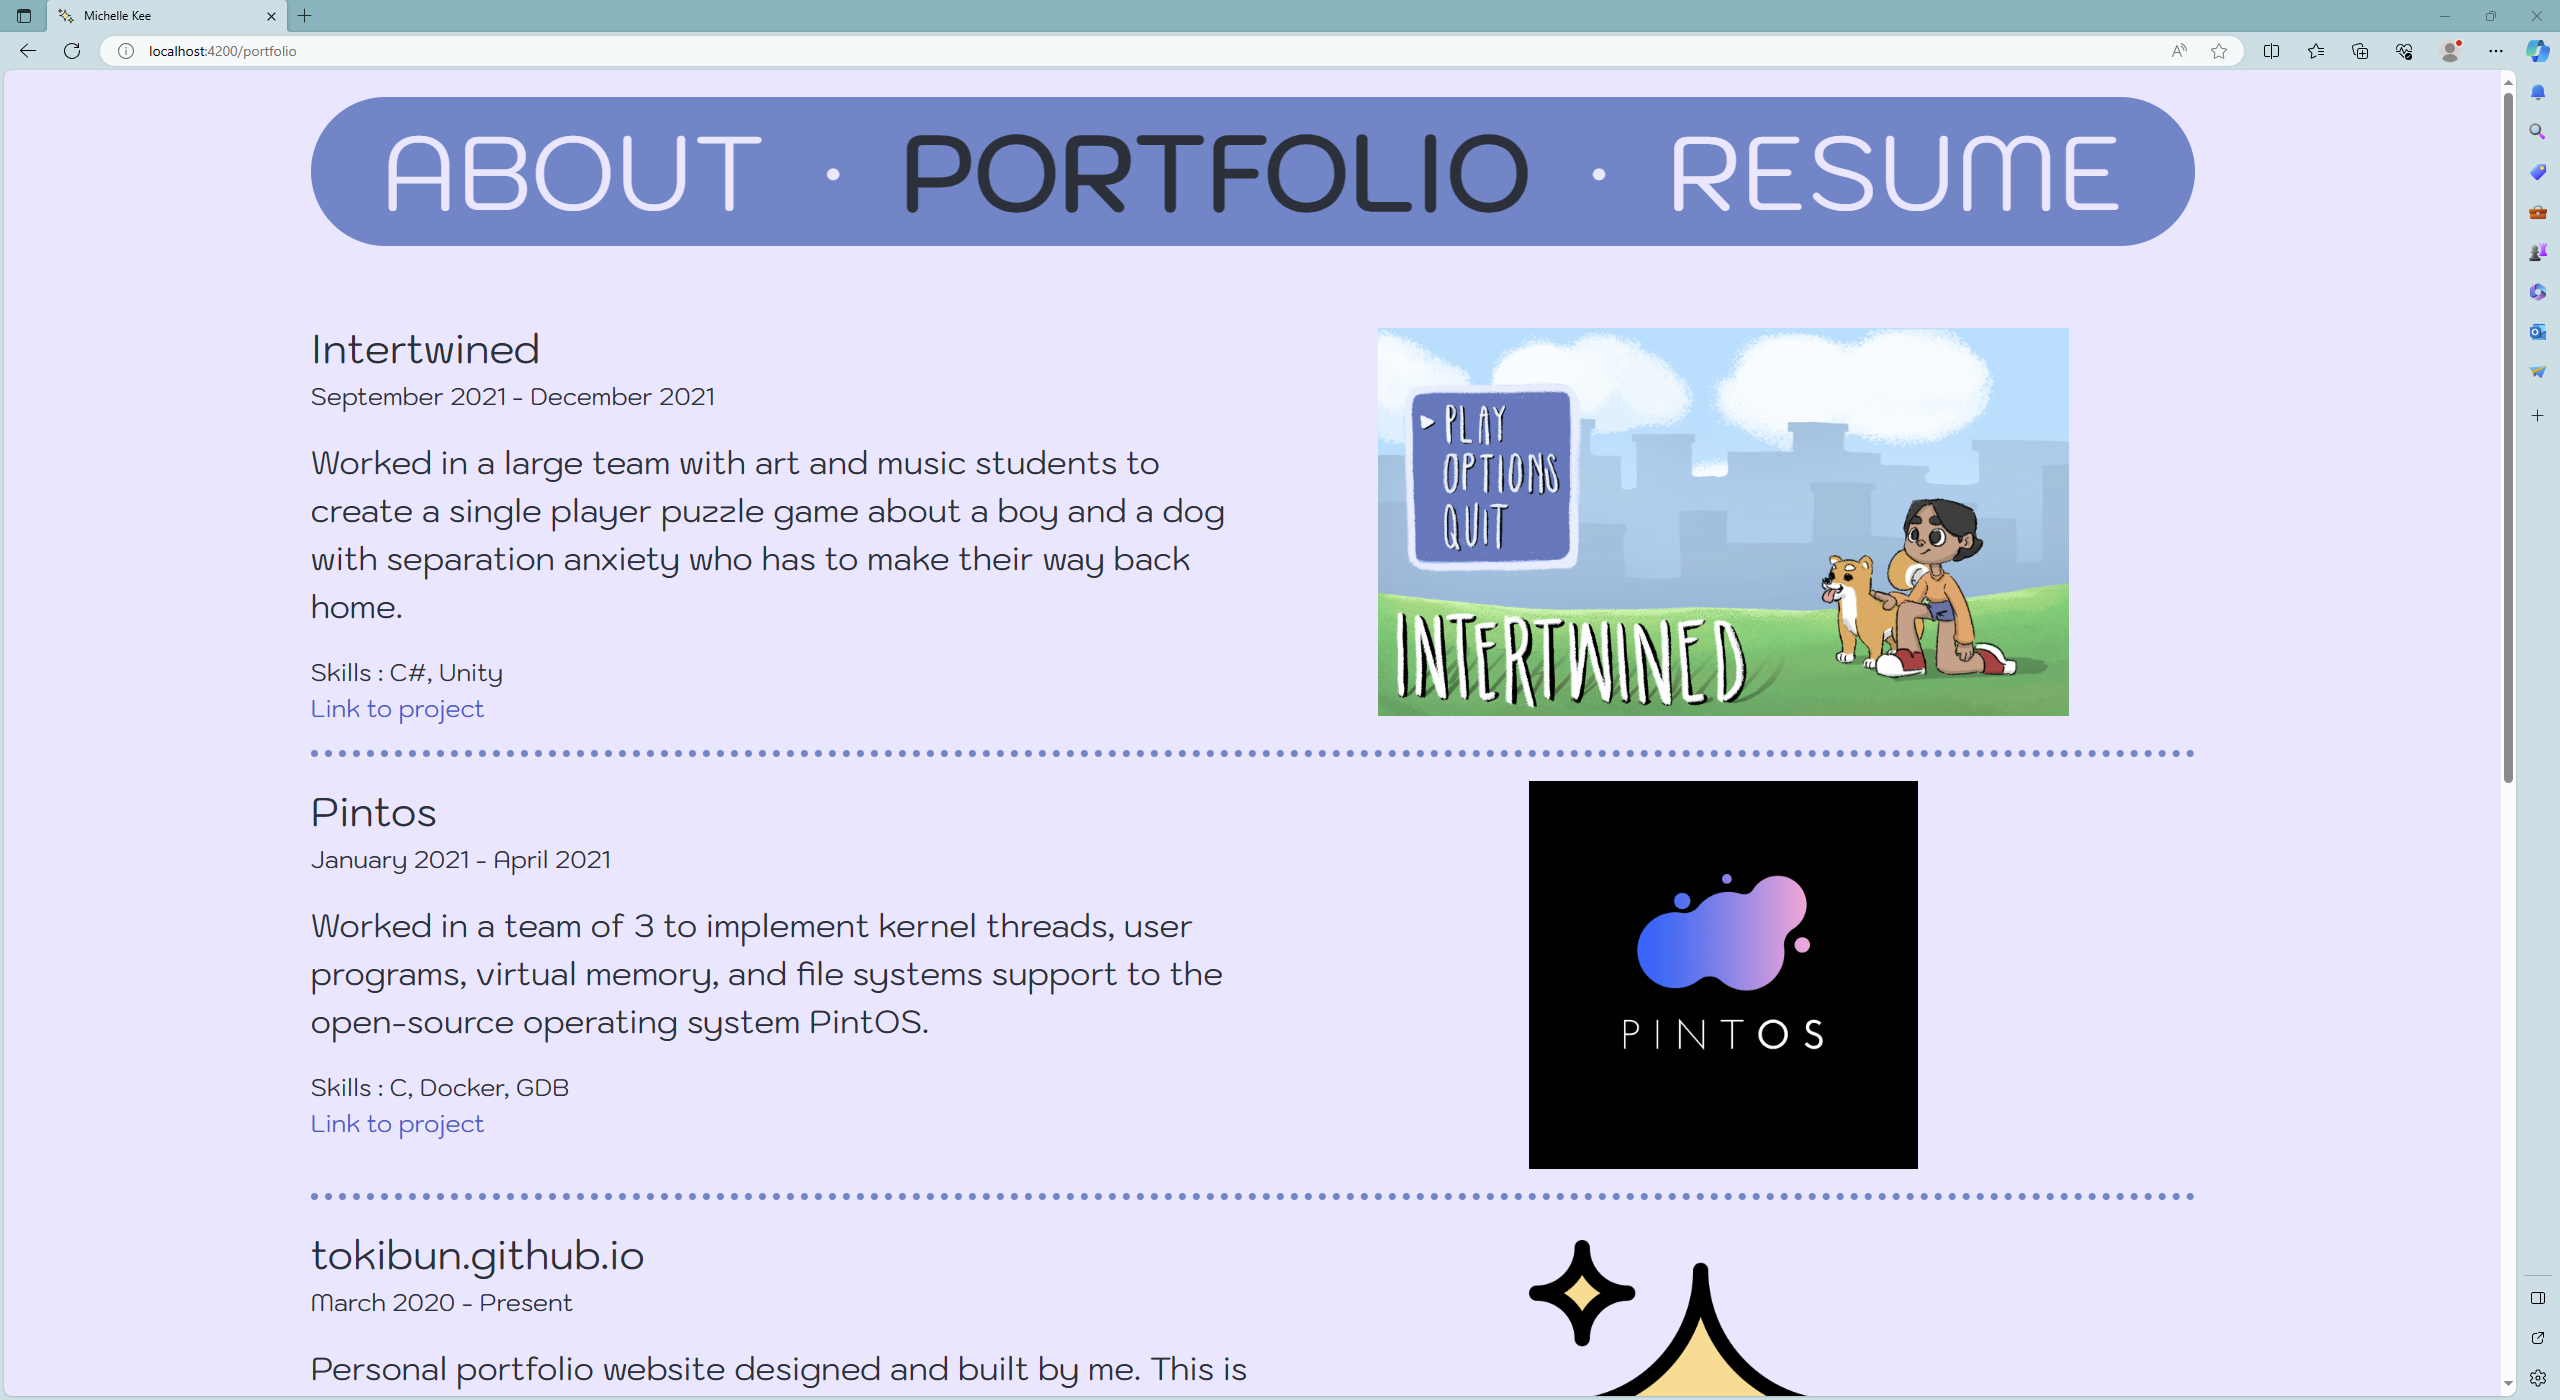 Michelle Kee
localhost:4200/portfolio
ABOUT · PORTFOLIO · RESUME
Intertwined
September 2021 - December 2021
Worked in a large team with art and music students to
create a single player puzzle game about a boy and a dog
with separation anxiety who has to make their way back
home.
Skills : C#, Unity
Link to project
PLAY
OPTIONS
QUIT
INTERTWINED
Pintos
January 2021 - April 2021
Worked in a team of 3 to implement kernel threads, user
programs, virtual memory, and file systems support to the
open-source operating system PintOS.
Skills : C, Docker, GDB
Link to project
PINTOS
tokibun.github.io
March 2020 - Present
Personal portfolio website designed and built by me. This is